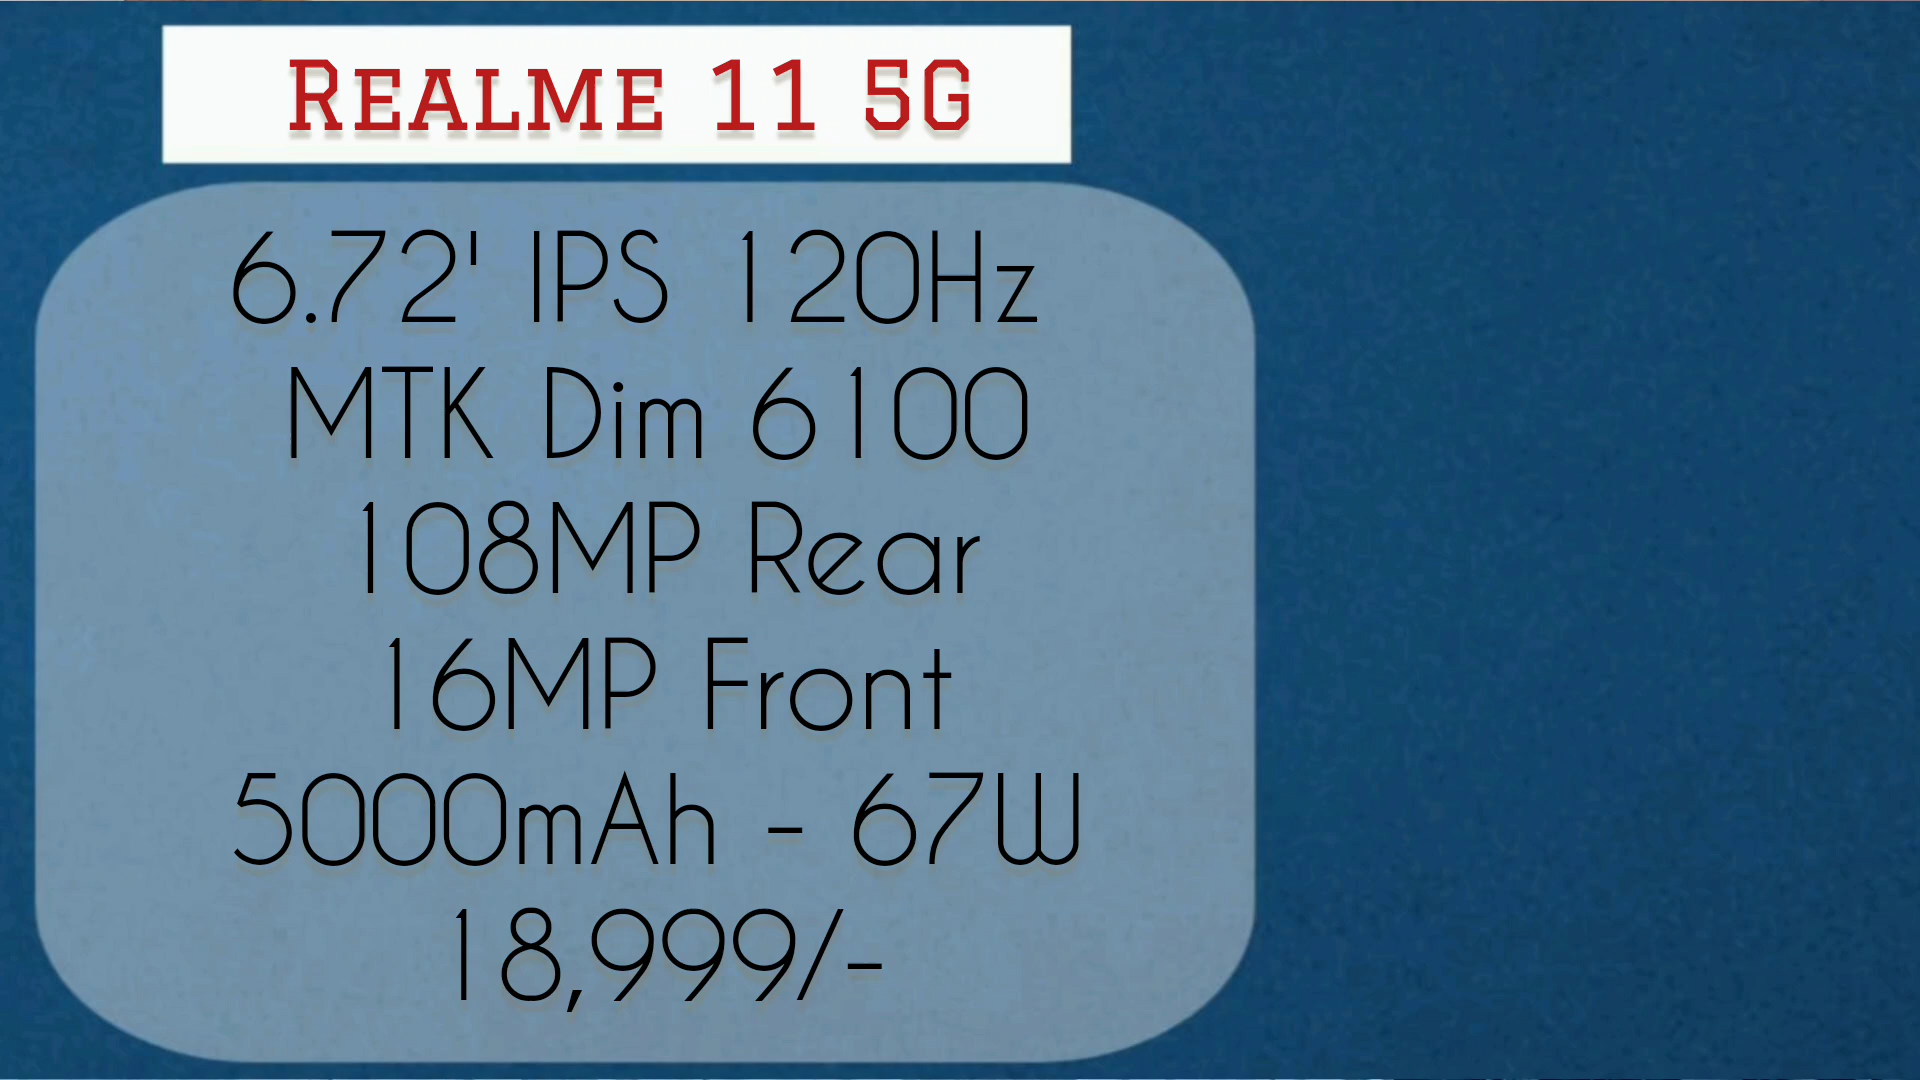 Realme 11 5G
6.72' IPS 120Hz
MTK Dim 6100
108MP Rear
16MP Front
5000mAh - 67W
18,999/-